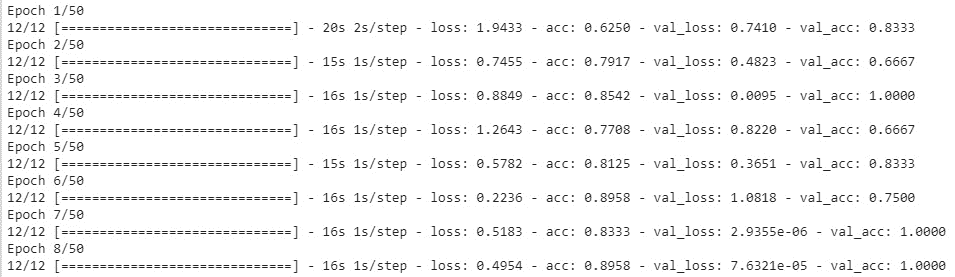 Epoch 1/50
12/12 [==============================] - 20s 2s/step - loss: 1.9433 - acc: 0.6250 - val_loss: 0.7410 - val_acc: 0.8333
Epoch 2/50
12/12 [==============================] - 15s 1s/step - loss: 0.7455 - acc: 0.7917 - val_loss: 0.4823 - val_acc: 0.6667
Epoch 3/50
12/12 [==============================] - 16s 1s/step - loss: 0.8849 - acc: 0.8542 - val_loss: 0.0095 - val_acc: 1.0000
Epoch 4/50
12/12 [==============================] - 16s 1s/step - loss: 1.2643 - acc: 0.7708 - val_loss: 0.8220 - val_acc: 0.6667
Epoch 5/50
12/12 [==============================] - 15s 1s/step - loss: 0.5782 - acc: 0.8125 - val_loss: 0.3651 - val_acc: 0.8333
Epoch 6/50
12/12 [==============================] - 16s 1s/step - loss: 0.2236 - acc: 0.8958 - val_loss: 1.0818 - val_acc: 0.7500
Epoch 7/50
12/12 [==============================] - 16s 1s/step - loss: 0.5183 - acc: 0.8333 - val_loss: 2.9355e-06 - val_acc: 1.0000
Epoch 8/50
12/12 [==============================] - 16s 1s/step - loss: 0.4954 - acc: 0.8958 - val_loss: 7.6321e-05 - val_acc: 1.0000